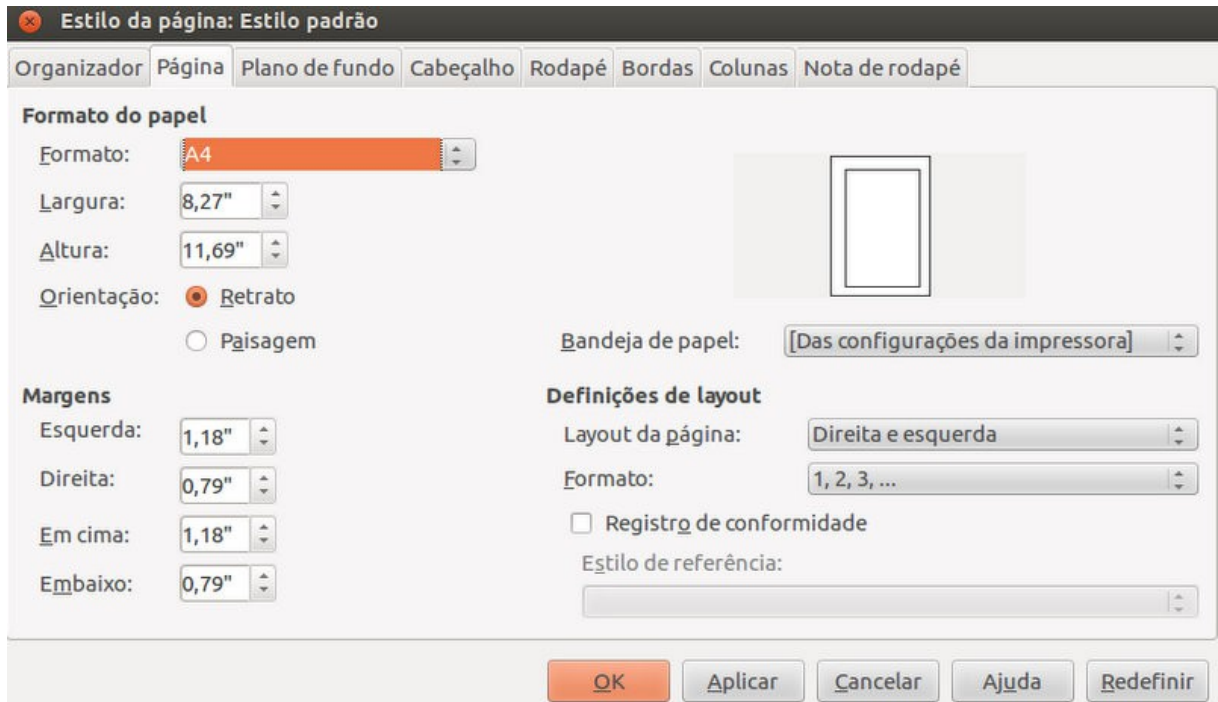 Estilo da página: Estilo padrão
Organizador Página Plano de fundo Cabeçalho Rodapé Bordas Colunas Nota de rodapé
Formato do papel
Formato: A4
Largura: 8,27"
Altura: 11,69"
Orientação: Retrato
Paisagem
Bandeja de papel: [Das configurações da impressora]
Margens
Esquerda: 1,18"
Direita: 0,79"
Em cima: 1,18"
Embaixo: 0,79"
Definições de layout
Layout da página: Direita e esquerda
Formato: 1, 2, 3, ...
Registro de conformidade
Estilo de referência:
OK Aplicar Cancelar Ajuda Redefinir